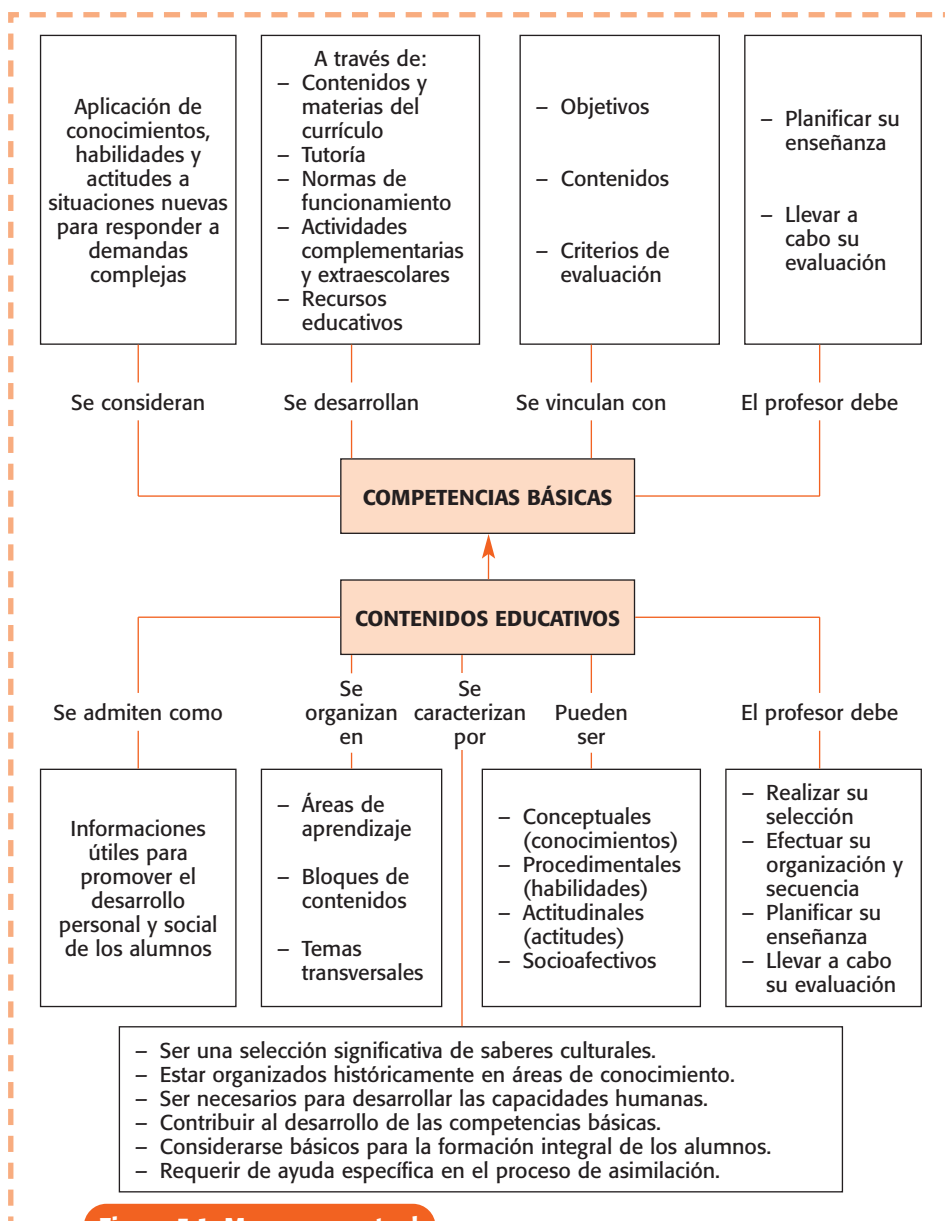 Aplicación de
conocimientos,
habilidades y
actitudes a
situaciones nuevas
para responder a
demandas
complejas
A través de:
– Contenidos y
materias del
currículo
– Tutoría
– Normas de
funcionamiento
– Actividades
complementarias
y extraescolares
– Recursos
educativos
– Objetivos
– Contenidos
– Criterios de
evaluación
– Planificar su
enseñanza
– Llevar a
cabo su
evaluación
Se consideran
Se desarrollan
Se vinculan con
El profesor debe
COMPETENCIAS BÁSICAS
CONTENIDOS EDUCATIVOS
Se admiten como
Se
organizan
en
Se
caracterizan
por
Pueden
ser
El profesor debe
Informaciones
útiles para
promover el
desarrollo
personal y social
de los alumnos
– Áreas de
aprendizaje
– Bloques de
contenidos
– Temas
transversales
– Conceptuales
(conocimientos)
– Procedimentales
(habilidades)
– Actitudinales
(actitudes)
– Socioafectivos
– Realizar su
selección
– Efectuar su
organización y
secuencia
– Planificar su
enseñanza
– Llevar a cabo
su evaluación
– Ser una selección significativa de saberes culturales.
– Estar organizados históricamente en áreas de conocimiento.
– Ser necesarios para desarrollar las capacidades humanas.
– Contribuir al desarrollo de las competencias básicas.
– Considerarse básicos para la formación integral de los alumnos.
– Requerir de ayuda específica en el proceso de asimilación.